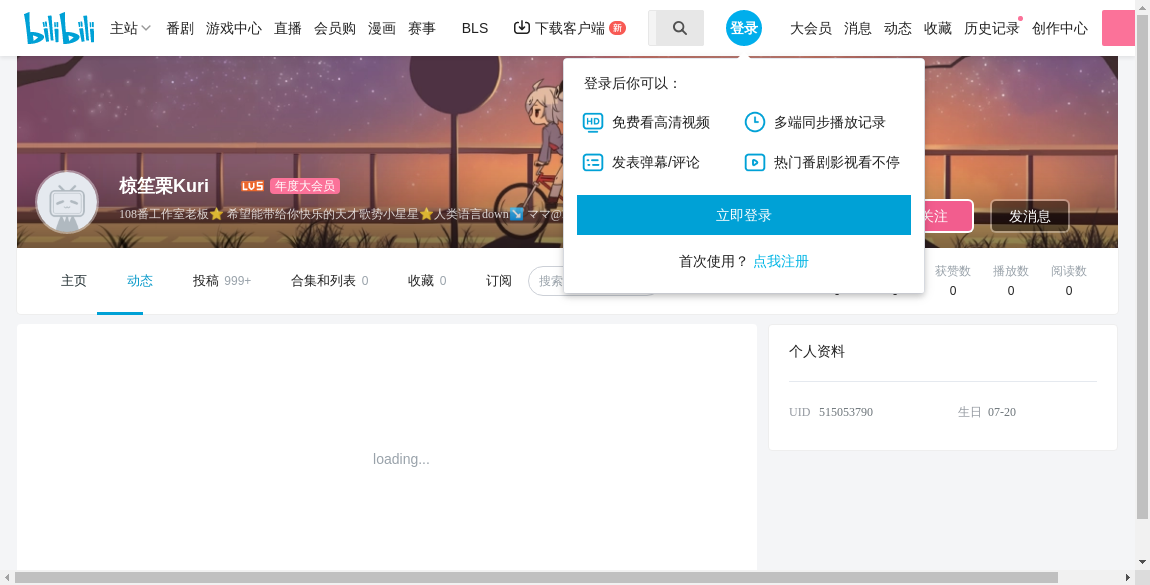 bilibili 主站 番剧 游戏中心 直播 会员购 漫画 赛事 BLS 下载客户端 新 登录 大会员 消息 动态 收藏 历史记录 创作中心
登录后你可以：
HD 免费看高清视频 多端同步播放记录
发表弹幕/评论 热门番剧影视看不停
立即登录
首次使用？ 点我注册
椋笙栗Kuri LV5 年度大会员
108番工作室老板⭐ 希望能带给你快乐的天才歌势小星星⭐人类语言down↘ ママ@
关注 发消息
主页 动态 投稿 999+ 合集和列表 0 收藏 0 订阅 搜索
获赞数 播放数 阅读数
0 0 0
loading...
个人资料
UID 515053790 生日 07-20